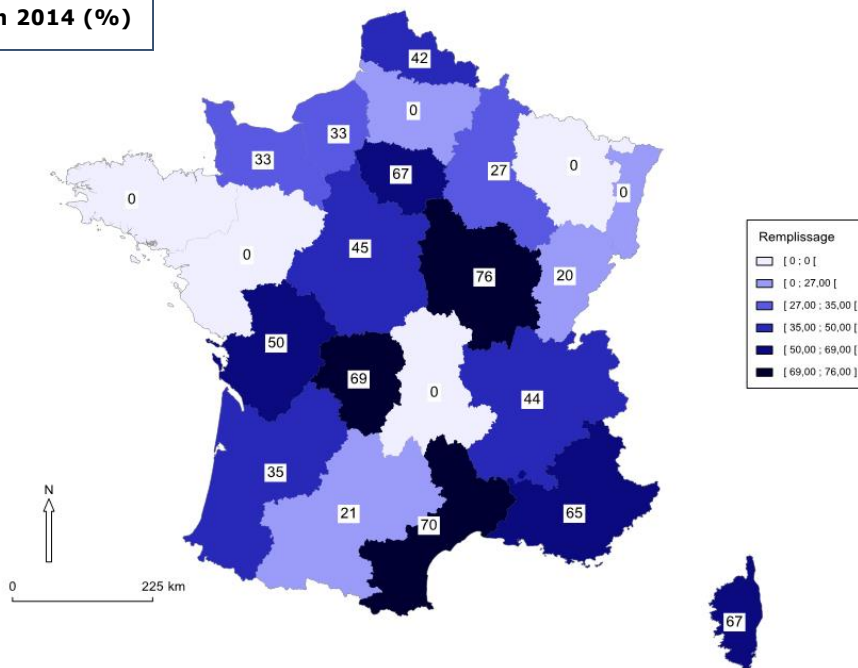 2014 (%)
42
0
33
33
67
27
0
0
0
0
45
76
20
50
69
0
44
35
21
70
65
67
Remplissage
[ 0 ; 0 [
[ 0 ; 27,00 [
[ 27,00 ; 35,00 [
[ 35,00 ; 50,00 [
[ 50,00 ; 69,00 [
[ 69,00 ; 76,00 ]
N
0 225 km